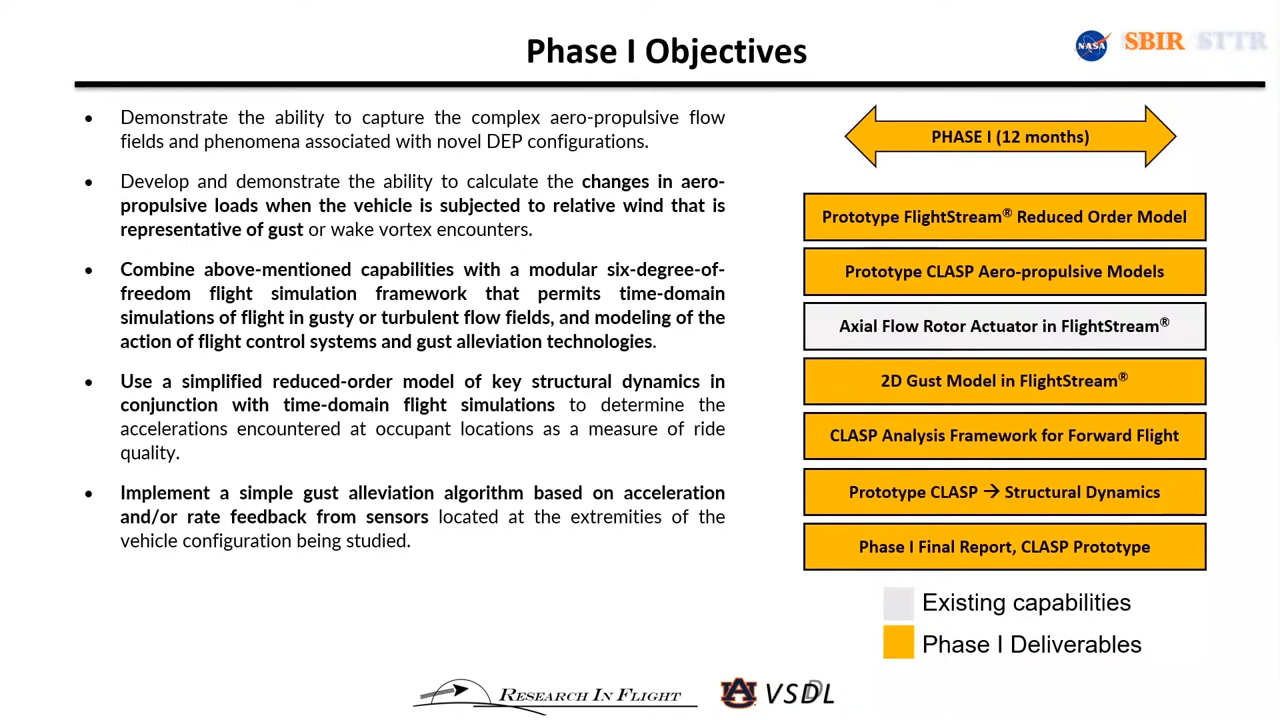 Phase I Objectives
NASA
SBIR STTR
• Demonstrate the ability to capture the complex aero-propulsive flow
fields and phenomena associated with novel DEP configurations.
• Develop and demonstrate the ability to calculate the changes in aero-
propulsive loads when the vehicle is subjected to relative wind that is
representative of gust or wake vortex encounters.
• Combine above-mentioned capabilities with a modular six-degree-of-
freedom flight simulation framework that permits time-domain
simulations of flight in gusty or turbulent flow fields, and modeling of the
action of flight control systems and gust alleviation technologies.
• Use a simplified reduced-order model of key structural dynamics in
conjunction with time-domain flight simulations to determine the
accelerations encountered at occupant locations as a measure of ride
quality.
• Implement a simple gust alleviation algorithm based on acceleration
and/or rate feedback from sensors located at the extremities of the
vehicle configuration being studied.
PHASE I (12 months)
Prototype FlightStream® Reduced Order Model
Prototype CLASP Aero-propulsive Models
Axial Flow Rotor Actuator in FlightStream®
2D Gust Model in FlightStream®
CLASP Analysis Framework for Forward Flight
Prototype CLASP → Structural Dynamics
Phase I Final Report, CLASP Prototype
Existing capabilities
Phase I Deliverables
RESEARCH IN FLIGHT
AU VSDDL